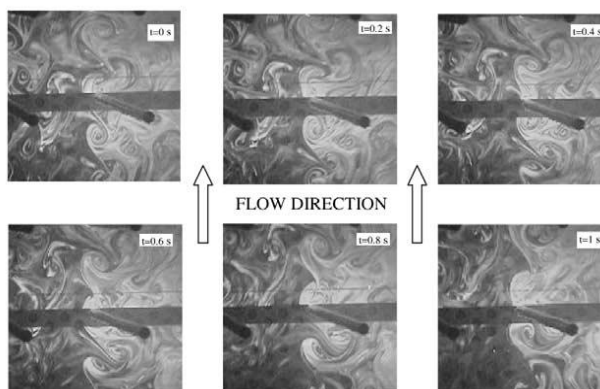 t=0 s
t=0.2 s
t=0.4 s
FLOW DIRECTION
t=0.6 s
t=0.8 s
t=1 s